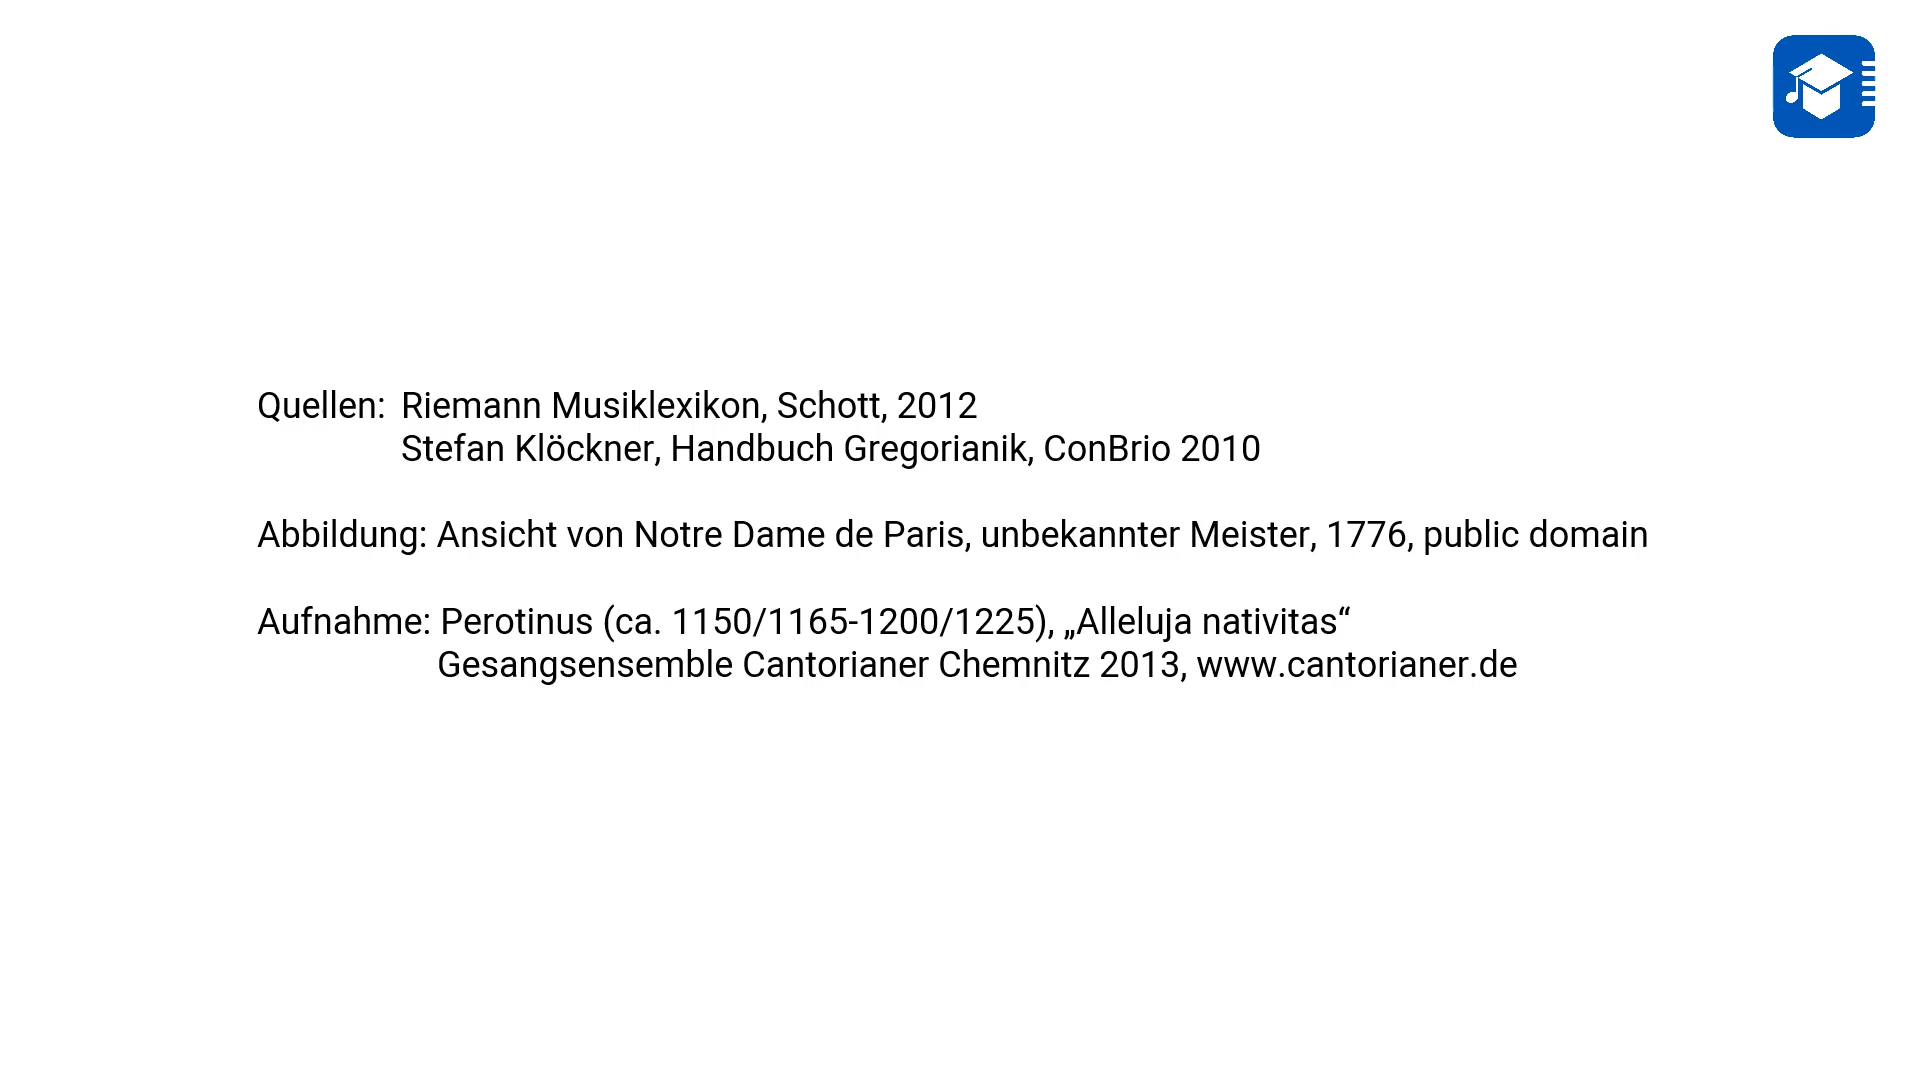 Quellen: Riemann Musiklexikon, Schott, 2012
Stefan Klöckner, Handbuch Gregorianik, ConBrio 2010
Abbildung: Ansicht von Notre Dame de Paris, unbekannter Meister, 1776, public domain
Aufnahme: Perotinus (ca. 1150/1165-1200/1225), „Alleluja nativitas“
Gesangsensemble Cantorianer Chemnitz 2013, www.cantorianer.de